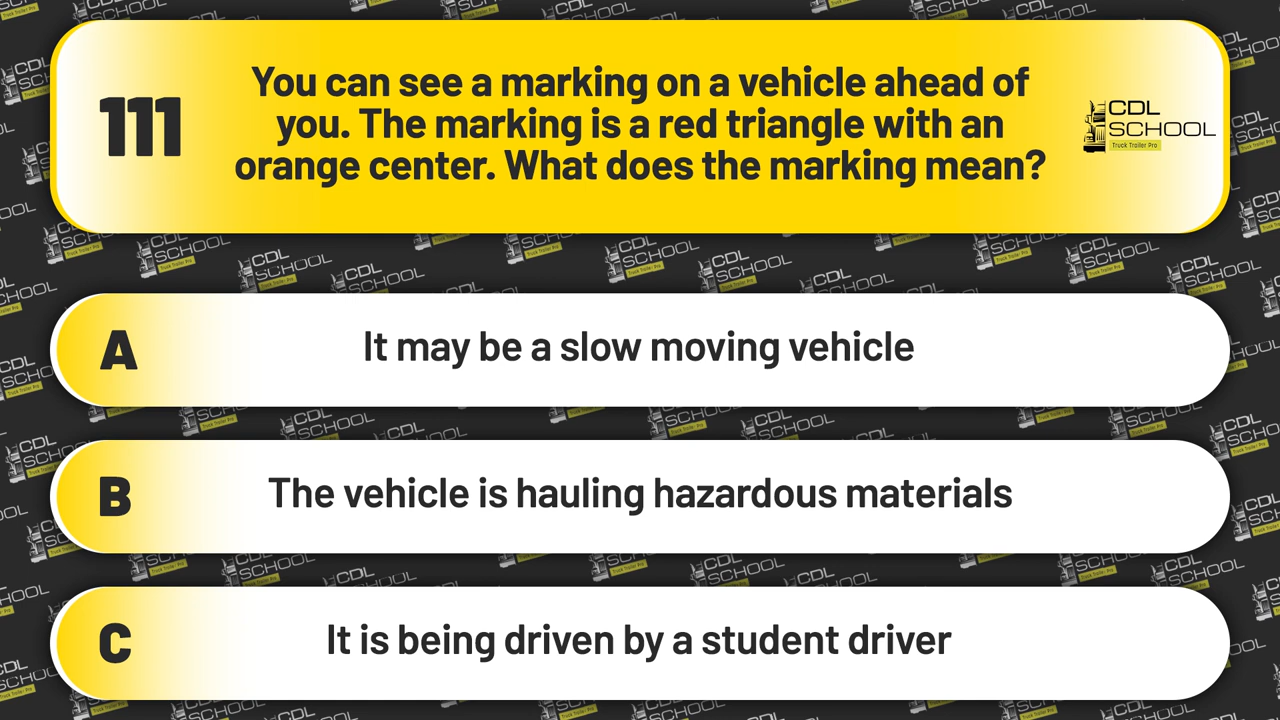 111
You can see a marking on a vehicle ahead of
you. The marking is a red triangle with an
orange center. What does the marking mean?
CDL
SCHOOL
Truck Trailer Pro
A
It may be a slow moving vehicle
B
The vehicle is hauling hazardous materials
C
It is being driven by a student driver